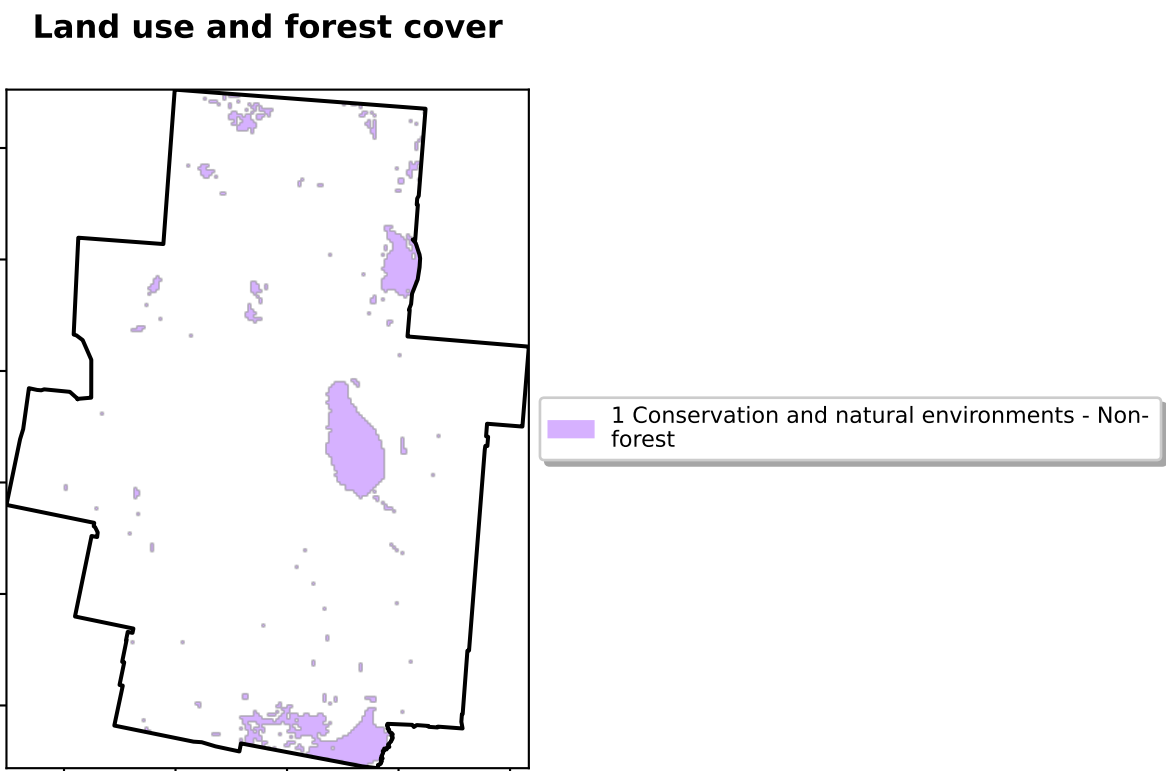 Land use and forest cover
1 Conservation and natural environments - Non-
forest